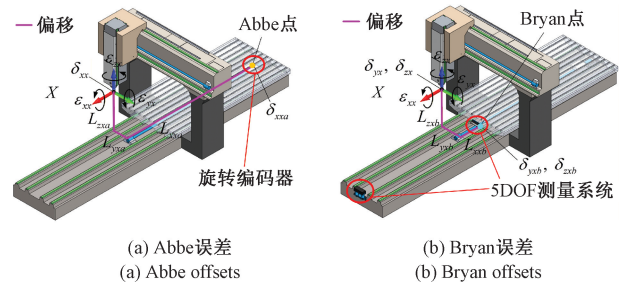 偏移
Abbe点
εzx
δxx
X
εxx
εyx
Lzxa
Lyxa
Lyxa
δxxa
旋转编码器
(a) Abbe误差
(a) Abbe offsets
偏移
Bryan点
δyx, δzx
εzx
X
εxx
εyx
Lzxb
Lyxb
Lxxb
δyxb, δzxb
5DOF测量系统
(b) Bryan误差
(b) Bryan offsets